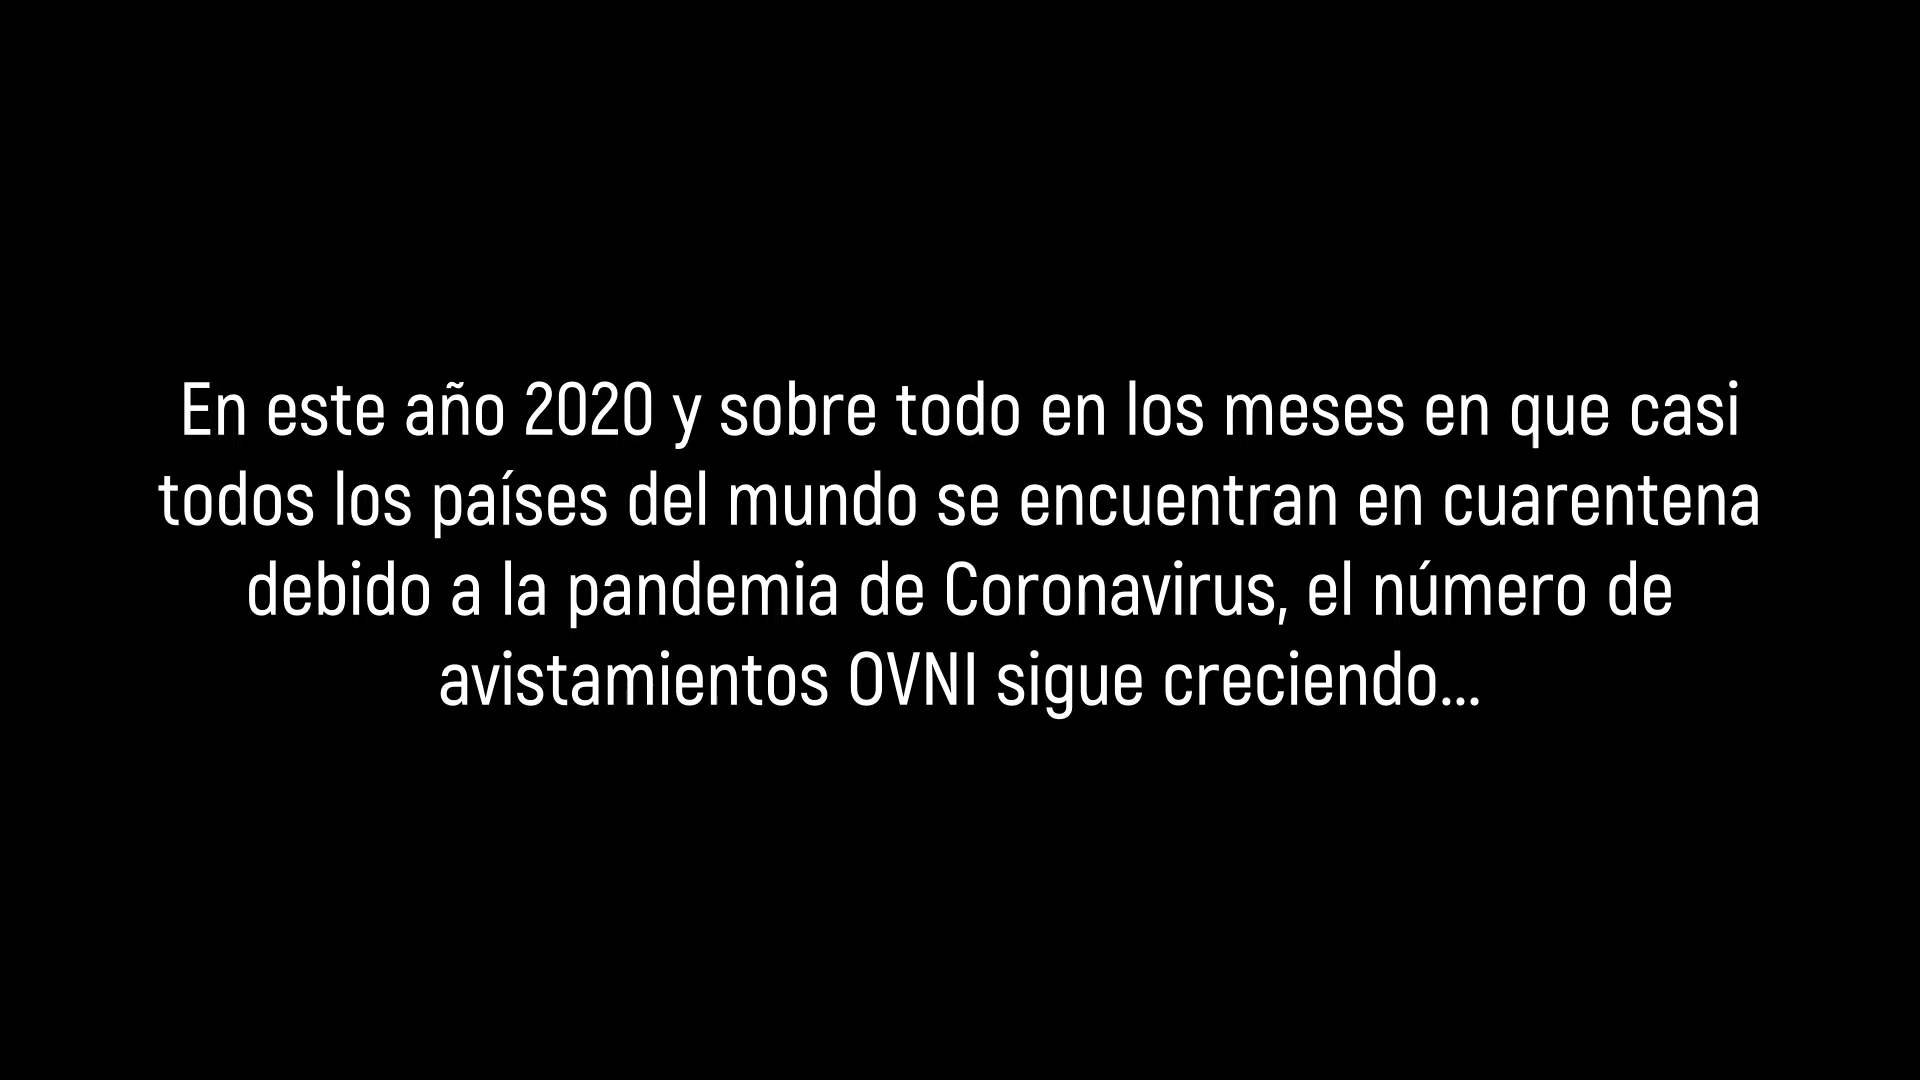 En este año 2020 y sobre todo en los meses en que casi
todos los países del mundo se encuentran en cuarentena
debido a la pandemia de Coronavirus, el número de
avistamientos OVNI sigue creciendo...